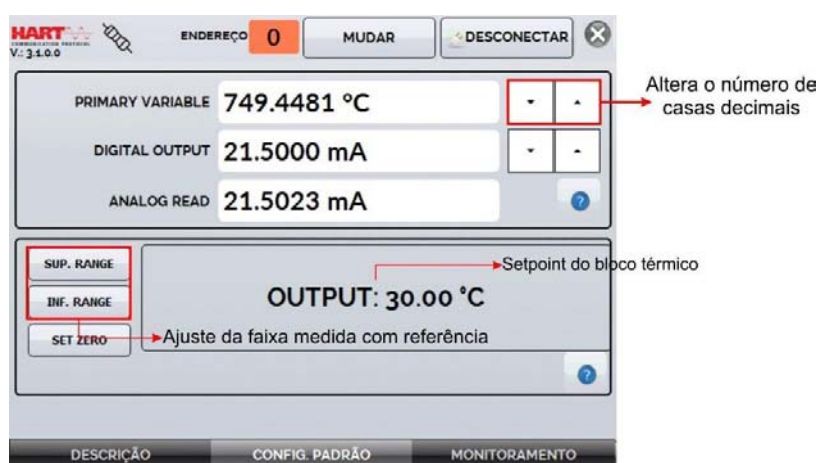 HART
COMMUNICATION PROTOCOL
V.: 3.1.0.0
ENDEREÇO 0 MUDAR DESCONECTAR
PRIMARY VARIABLE 749.4481 °C
Altera o número de
casas decimais
DIGITAL OUTPUT 21.5000 mA
ANALOG READ 21.5023 mA
?
SUP. RANGE
Setpoint do bloco térmico
INF. RANGE
OUTPUT: 30.00 °C
SET ZERO
Ajuste da faixa medida com referência
?
DESCRIÇÃO CONFIG. PADRÃO MONITORAMENTO